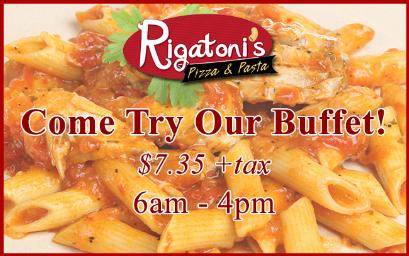 Rigatoni's
Pizza & Pasta
Come Try Our Buffet!
$7.35 +tax
6am - 4pm